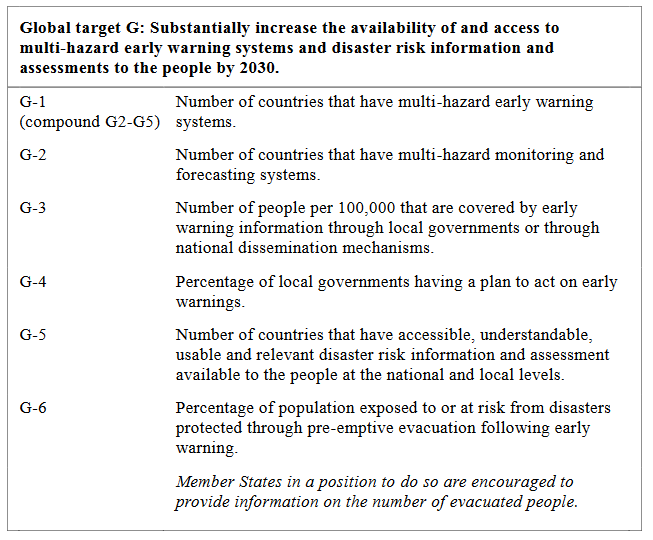 Global target G: Substantially increase the availability of and access to
multi-hazard early warning systems and disaster risk information and
assessments to the people by 2030.
G-1
(compound G2-G5)
Number of countries that have multi-hazard early warning
systems.
G-2
Number of countries that have multi-hazard monitoring and
forecasting systems.
G-3
Number of people per 100,000 that are covered by early
warning information through local governments or through
national dissemination mechanisms.
G-4
Percentage of local governments having a plan to act on early
warnings.
G-5
Number of countries that have accessible, understandable,
usable and relevant disaster risk information and assessment
available to the people at the national and local levels.
G-6
Percentage of population exposed to or at risk from disasters
protected through pre-emptive evacuation following early
warning.
Member States in a position to do so are encouraged to
provide information on the number of evacuated people.